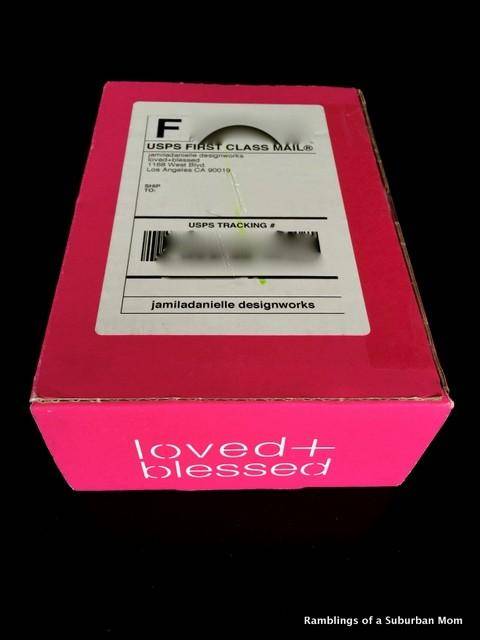 F
USPS FIRST CLASS MAIL®
jamiladanielle designworks
loved+blessed
1168 West Blvd.
Los Angeles CA 90019
SHIP
TO:
USPS TRACKING #
jamiladanielle designworks
loved+
blessed
Ramblings of a Suburban Mom